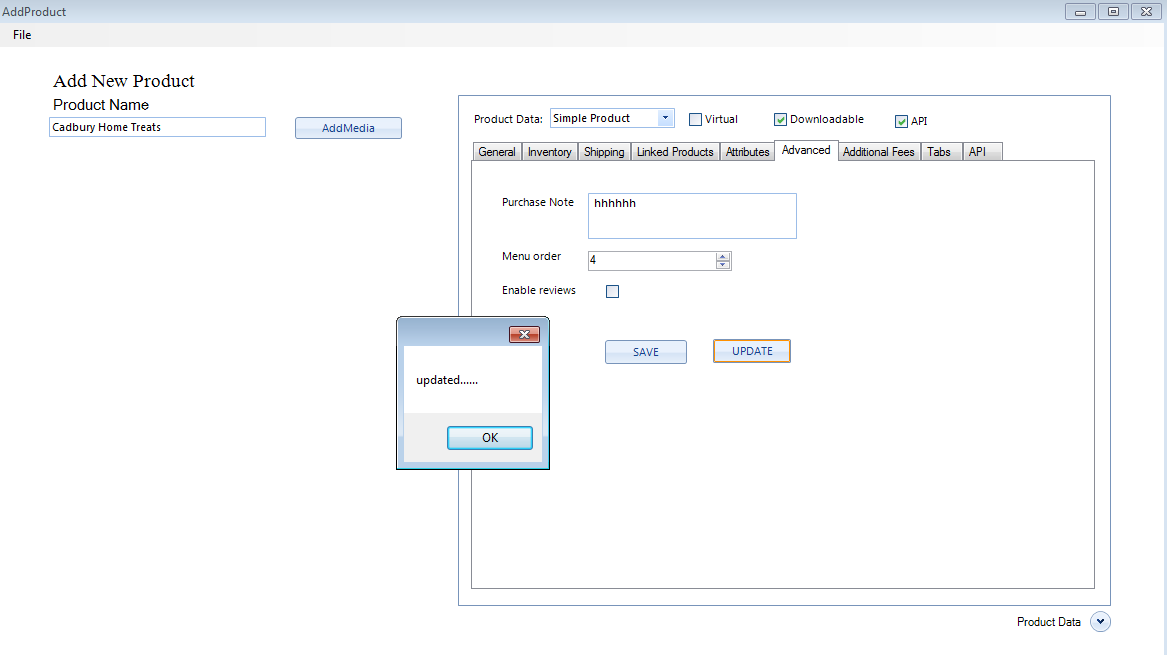 AddProduct
File
Add New Product
Product Name
Cadbury Home Treats
AddMedia
Product Data: Simple Product Virtual Downloadable API
General Inventory Shipping Linked Products Attributes Advanced Additional Fees Tabs API
Purchase Note hhhhhh
Menu order 4
Enable reviews
SAVE UPDATE
updated......
OK
Product Data